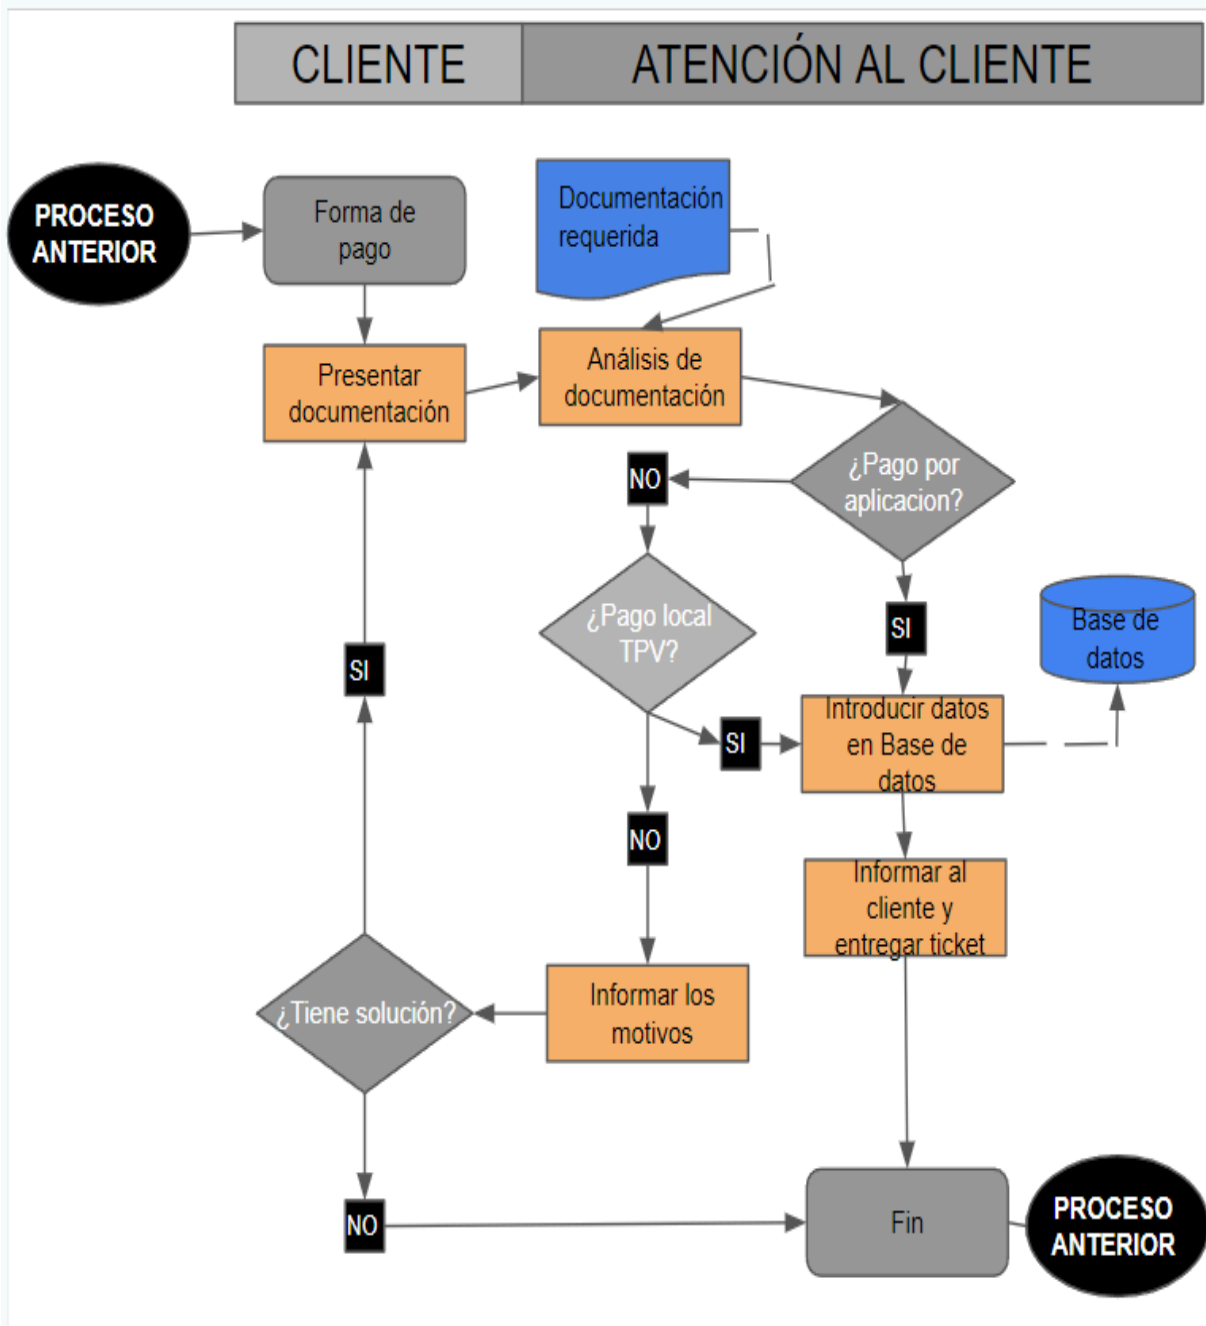 CLIENTE
ATENCIÓN AL CLIENTE
PROCESO
ANTERIOR
Forma de
pago
Documentación
requerida
Presentar
documentación
Análisis de
documentación
¿Pago por
aplicacion?
NO
¿Pago local
TPV?
SI
Base de
datos
SI
SI
Introducir datos
en Base de
datos
NO
Informar al
cliente y
entregar ticket
¿Tiene solución?
Informar los
motivos
NO
Fin
PROCESO
ANTERIOR